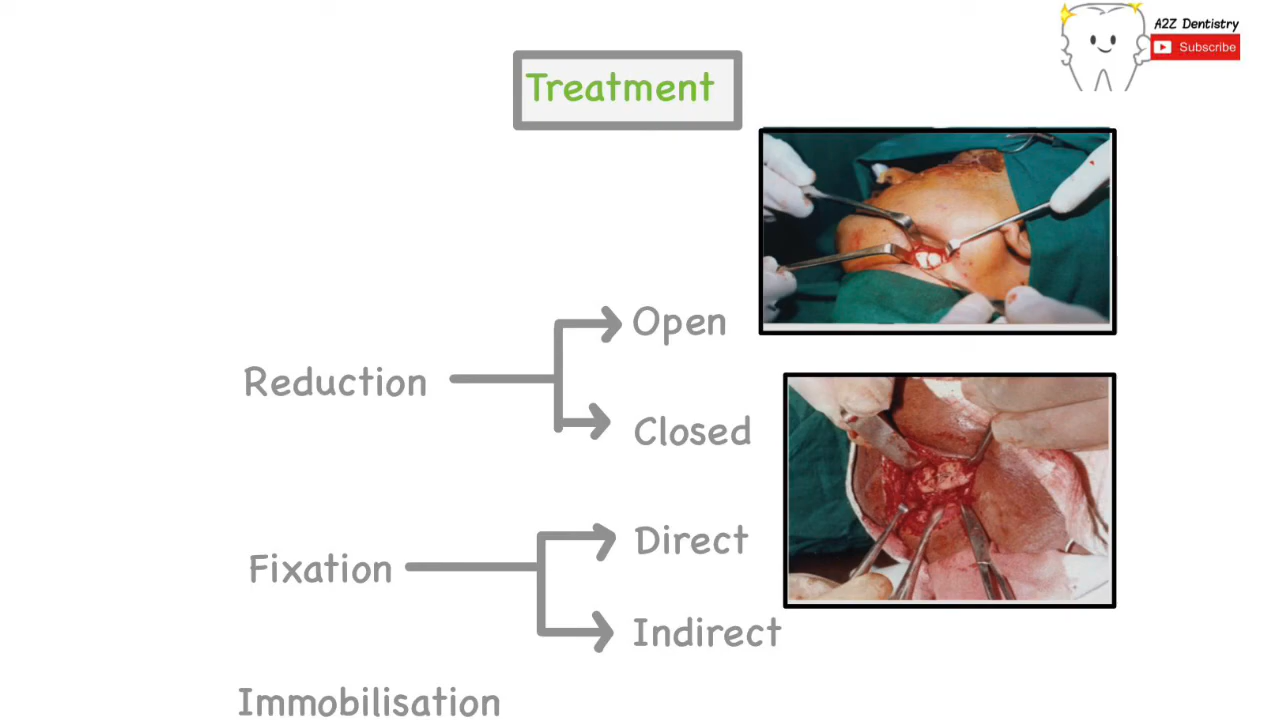 A2Z Dentistry
Subscribe
Treatment
Open
Reduction
Closed
Direct
Fixation
Indirect
Immobilisation